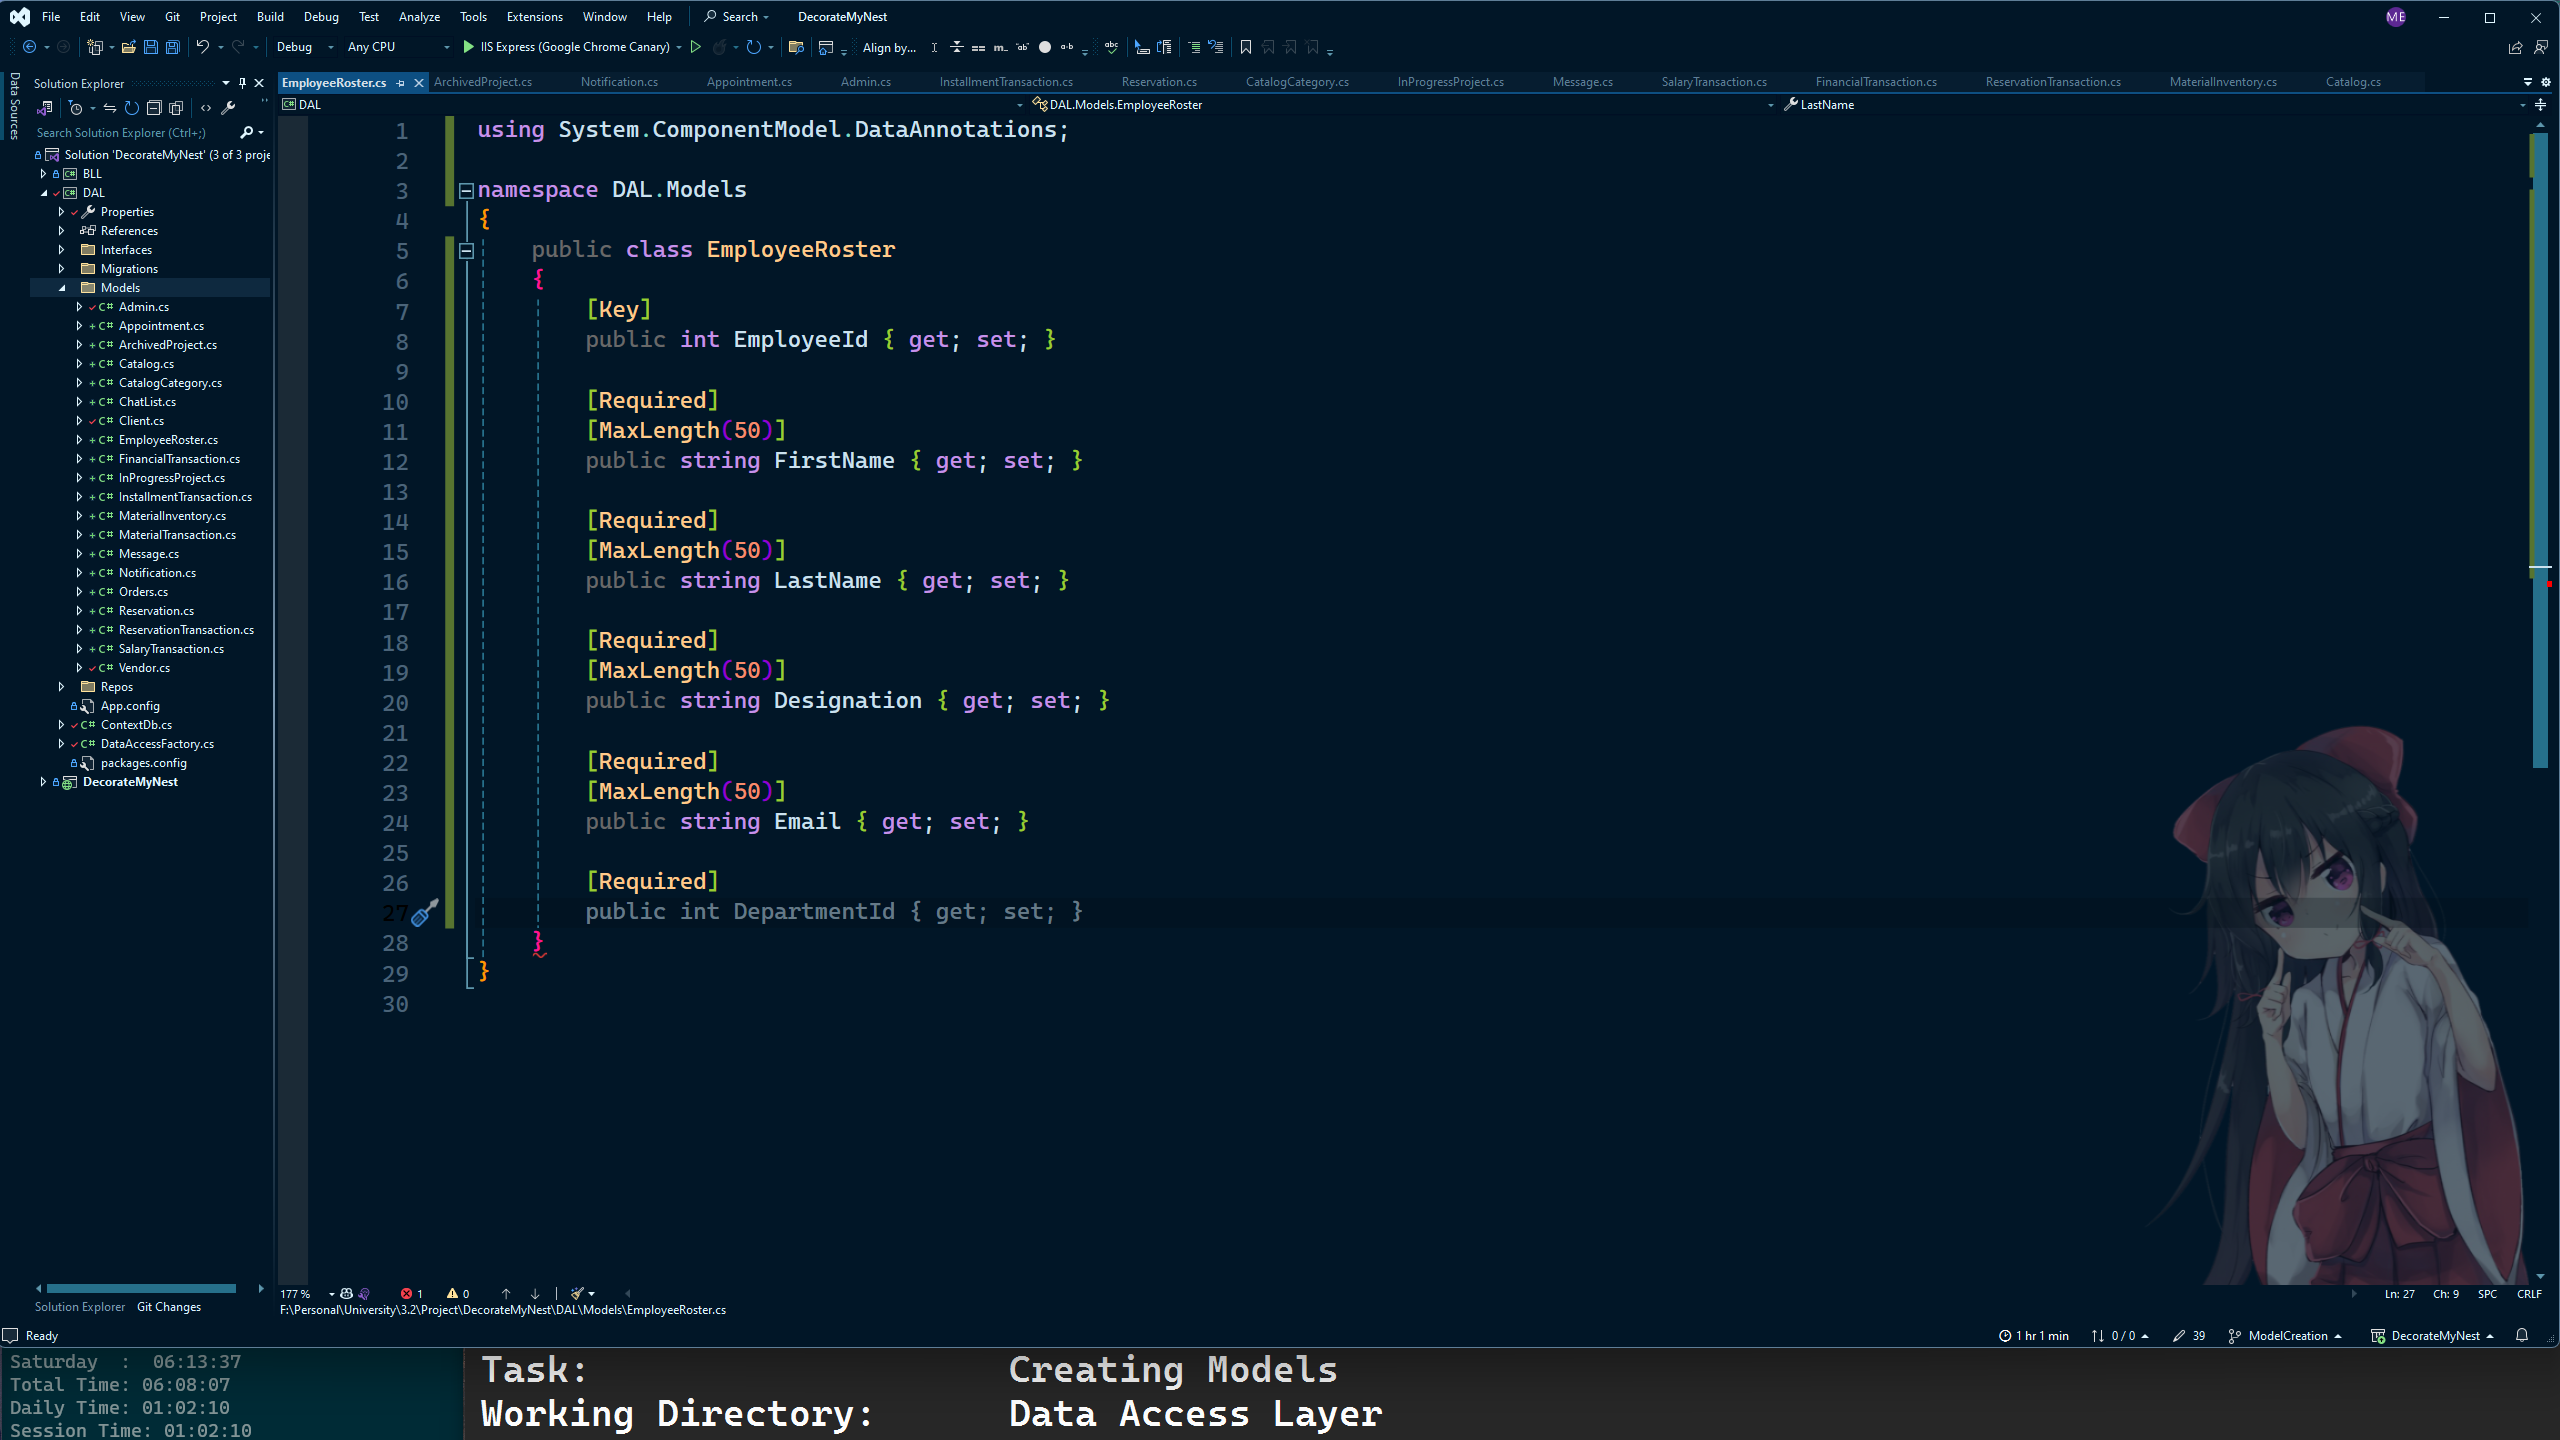 File Edit View Git Project Build Debug Test Analyze Tools Extensions Window Help Search DecorateMyNest ME
Debug Any CPU IIS Express (Google Chrome Canary) Align by...
Data Sources
Solution Explorer
Search Solution Explorer (Ctrl+;)
Solution 'DecorateMyNest' (3 of 3 proje
BLL
DAL
Properties
References
Interfaces
Migrations
Models
C# Admin.cs
C# Appointment.cs
C# ArchivedProject.cs
C# Catalog.cs
C# CatalogCategory.cs
C# ChatList.cs
C# Client.cs
C# EmployeeRoster.cs
C# FinancialTransaction.cs
C# InProgressProject.cs
C# InstallmentTransaction.cs
C# MaterialInventory.cs
C# MaterialTransaction.cs
C# Message.cs
C# Notification.cs
C# Orders.cs
C# Reservation.cs
C# ReservationTransaction.cs
C# SalaryTransaction.cs
C# Vendor.cs
Repos
App.config
C# ContextDb.cs
C# DataAccessFactory.cs
packages.config
DecorateMyNest
Solution Explorer Git Changes
EmployeeRoster.cs ArchivedProject.cs Notification.cs Appointment.cs Admin.cs InstallmentTransaction.cs Reservation.cs CatalogCategory.cs InProgressProject.cs Message.cs SalaryTransaction.cs FinancialTransaction.cs ReservationTransaction.cs MaterialInventory.cs Catalog.cs
DAL DAL.Models.EmployeeRoster LastName
1 using System.ComponentModel.DataAnnotations;
2
3 namespace DAL.Models
4 {
5 public class EmployeeRoster
6 {
7 [Key]
8 public int EmployeeId { get; set; }
9
10 [Required]
11 [MaxLength(50)]
12 public string FirstName { get; set; }
13
14 [Required]
15 [MaxLength(50)]
16 public string LastName { get; set; }
17
18 [Required]
19 [MaxLength(50)]
20 public string Designation { get; set; }
21
22 [Required]
23 [MaxLength(50)]
24 public string Email { get; set; }
25
26 [Required]
27 public int DepartmentId { get; set; }
28 }
29 }
30
177 % 1 0 Ln: 27 Ch: 9 SPC CRLF
F:\Personal\University\3.2\Project\DecorateMyNest\DAL\Models\EmployeeRoster.cs
Ready 1 hr 1 min 0 / 0 39 ModelCreation DecorateMyNest
Saturday : 06:13:37
Total Time: 06:08:07
Daily Time: 01:02:10
Session Time: 01:02:10
Task: Creating Models
Working Directory: Data Access Layer